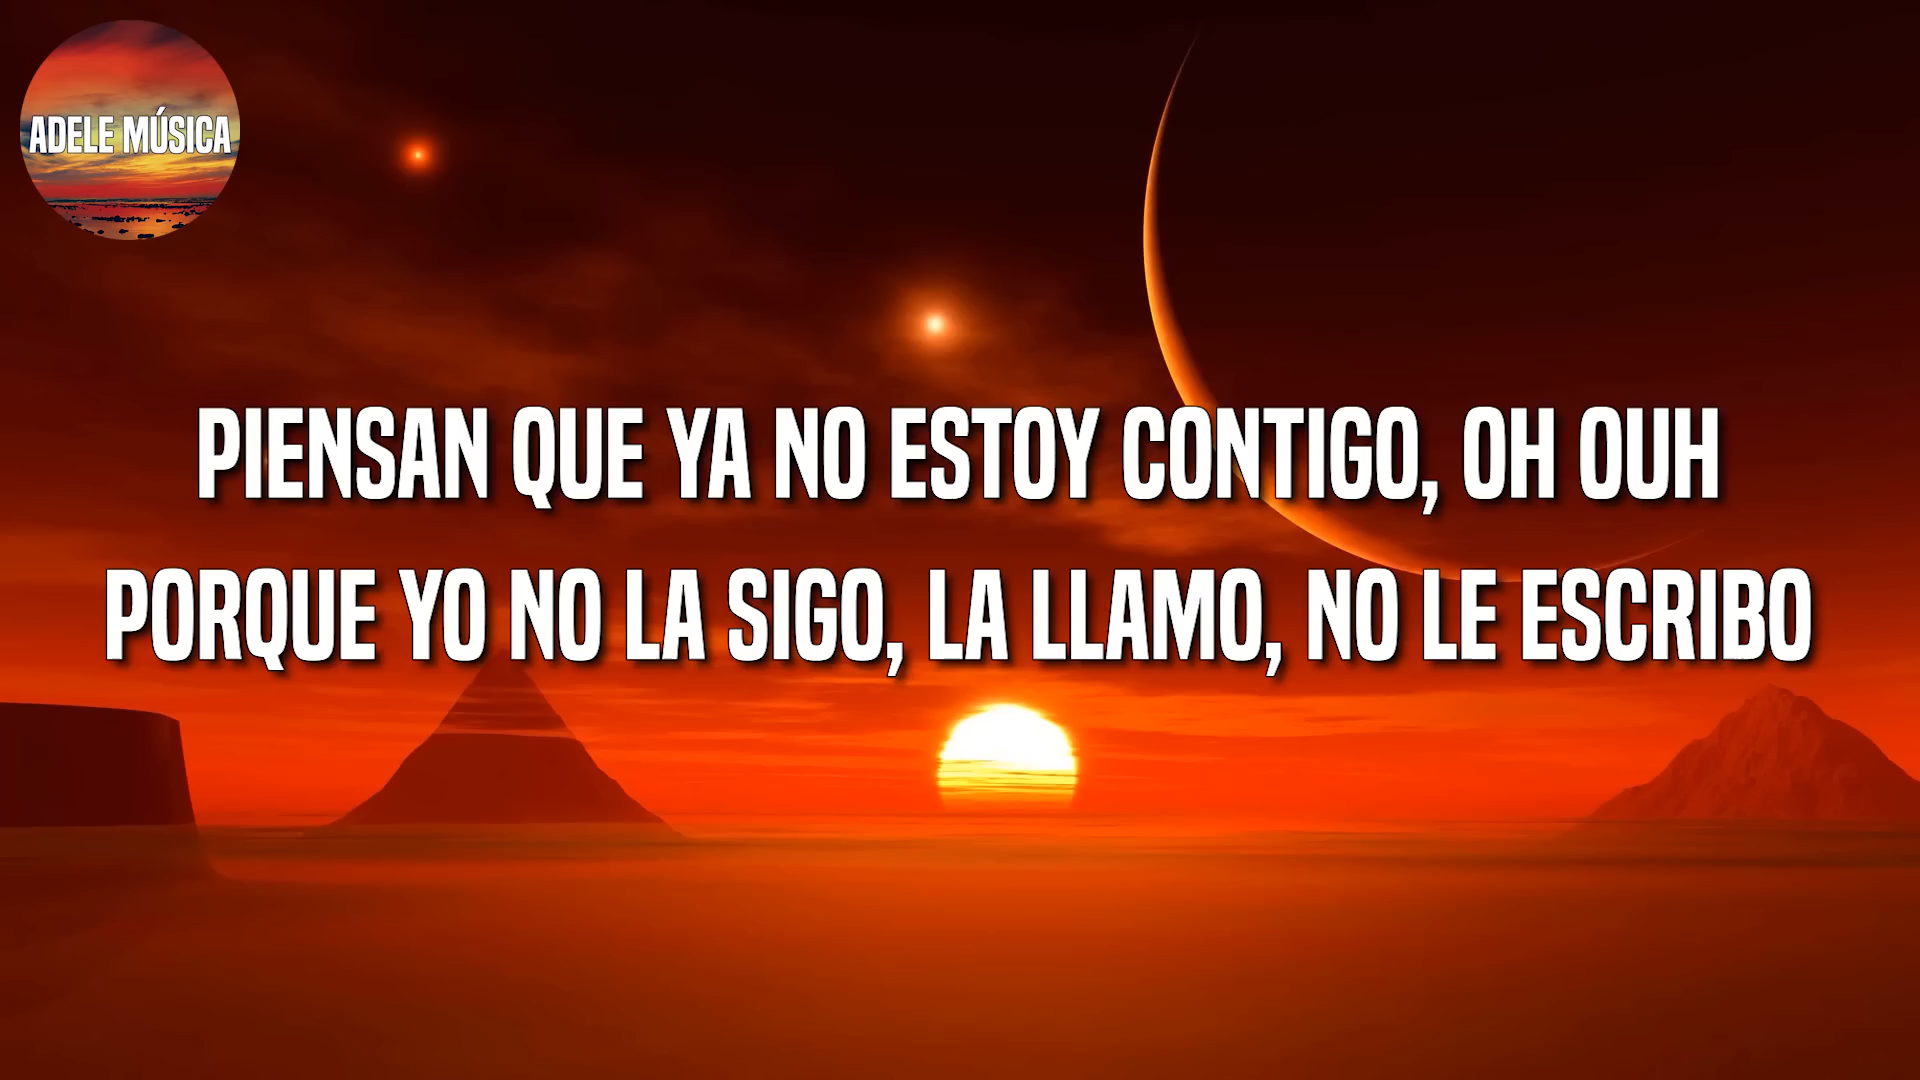 ADELE MÚSICA
PIENSAN QUE YA NO ESTOY CONTIGO, OH OUH
PORQUE YO NO LA SIGO, LA LLAMO, NO LE ESCRIBO